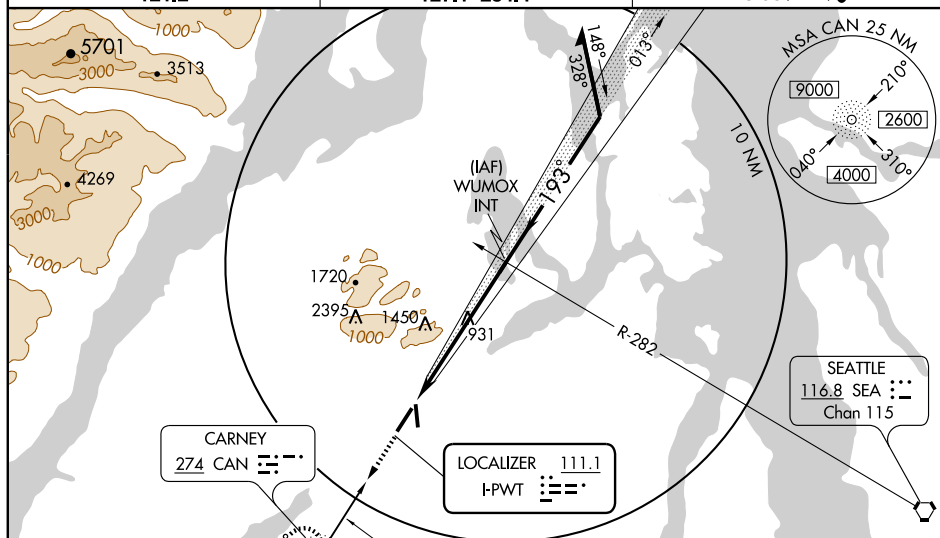 1000
5701
3000
3513
4269
3000
1000
148°
328°
013°
MSA CAN 25 NM
9000
210°
2600
040°
310°
4000
10 NM
(IAF)
WUMOX
INT
193°
1720
2395
1450
1000
931
R-282
SEATTLE
116.8 SEA
Chan 115
CARNEY
274 CAN
LOCALIZER 111.1
I-PWT